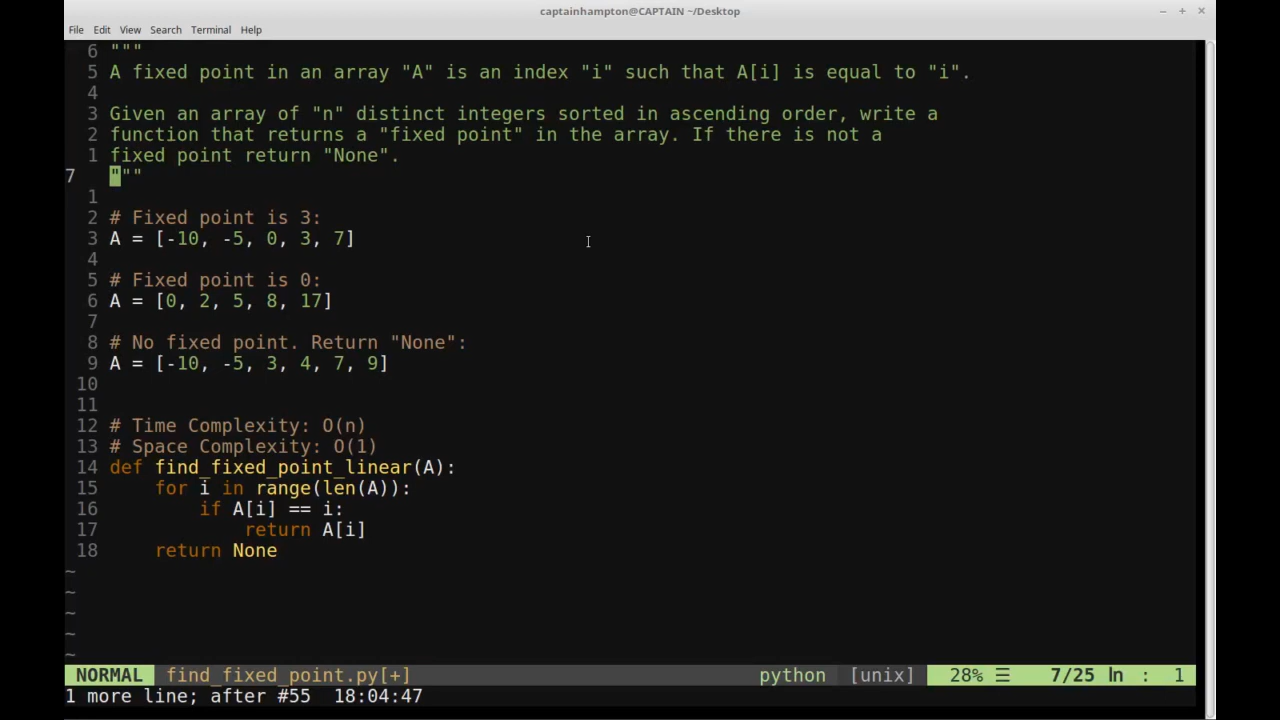 captainhampton@CAPTAIN ~/Desktop
File Edit View Search Terminal Help
6 """
5 A fixed point in an array "A" is an index "i" such that A[i] is equal to "i".
4
3 Given an array of "n" distinct integers sorted in ascending order, write a
2 function that returns a "fixed point" in the array. If there is not a
1 fixed point return "None".
7 """
1
2 # Fixed point is 3:
3 A = [-10, -5, 0, 3, 7]
4
5 # Fixed point is 0:
6 A = [0, 2, 5, 8, 17]
7
8 # No fixed point. Return "None":
9 A = [-10, -5, 3, 4, 7, 9]
10
11
12 # Time Complexity: O(n)
13 # Space Complexity: O(1)
14 def find_fixed_point_linear(A):
15     for i in range(len(A)):
16         if A[i] == i:
17             return A[i]
18     return None
~
~
~
~
~
NORMAL find_fixed_point.py[+] python [unix] 28% ☰ 7/25 ln : 1
1 more line; after #55 18:04:47